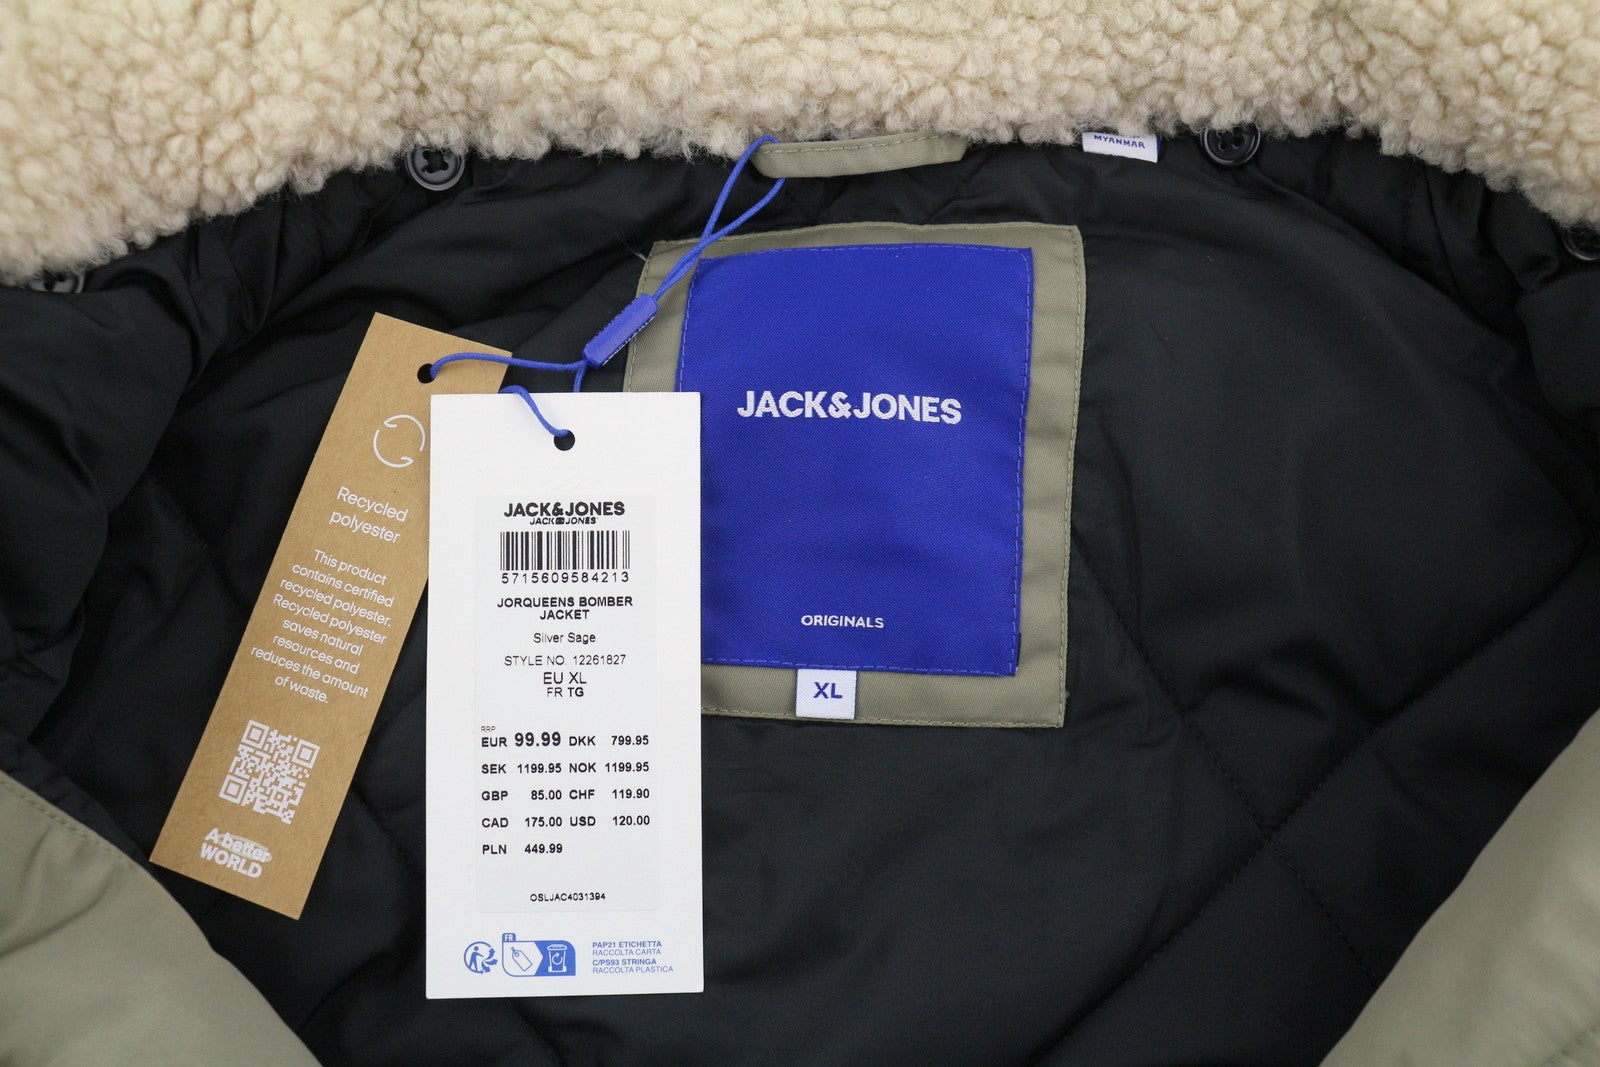 MYANMAR
JACK&JONES
ORIGINALS
XL
Recycled
polyester
This product
contains certified
recycled polyester.
Recycled polyester
saves natural
resources and
reduces the amount
of waste.
A better
WORLD
JACK&JONES
JACK&JONES
5715609584213
JORQUEENS BOMBER
JACKET
Silver Sage
STYLE NO. 12261827
EU XL
FR TG
RRP
EUR 99.99 DKK 799.95
SEK 1199.95 NOK 1199.95
GBP 85.00 CHF 119.90
CAD 175.00 USD 120.00
PLN 449.99
OSLJAC4031394
FR
PAP21 ETICHETTA
RACCOLTA CARTA
C/PS93 STRINGA
RACCOLTA PLASTICA